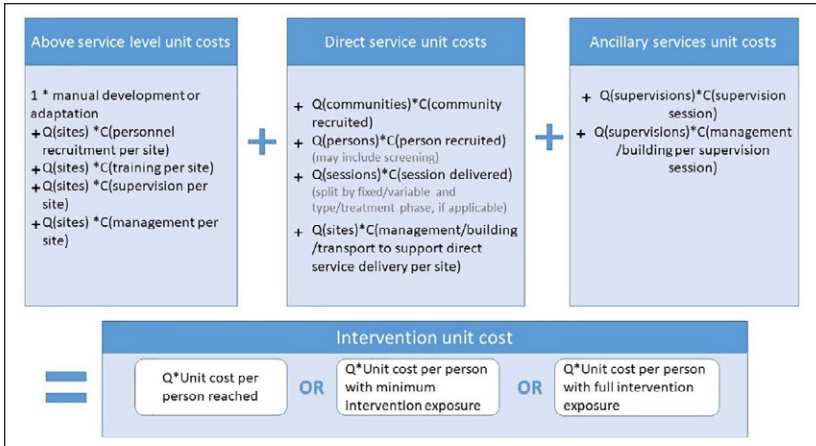 Above service level unit costs
1 * manual development or
adaptation
+Q(sites) *C(personnel
recruitment per site)
+Q(sites) *C(training per site)
+Q(sites) *C(supervision per
site)
+Q(sites) *C(management per
site)
+
Direct service unit costs
+ Q(communities)*C(community
recruited)
+ Q(persons)*C(person recruited)
(may include screening)
+ Q(sessions)*C(session delivered)
(split by fixed/variable and
type/treatment phase, if applicable)
+ Q(sites)*C(management/building
/transport to support direct
service delivery per site)
+
Ancillary services unit costs
+ Q(supervisions)*C(supervision
session)
+ Q(supervisions)*C(management
/building per supervision
session)
=
Intervention unit cost
Q*Unit cost per
person reached
OR
Q*Unit cost per person
with minimum
intervention exposure
OR
Q*Unit cost per person
with full intervention
exposure